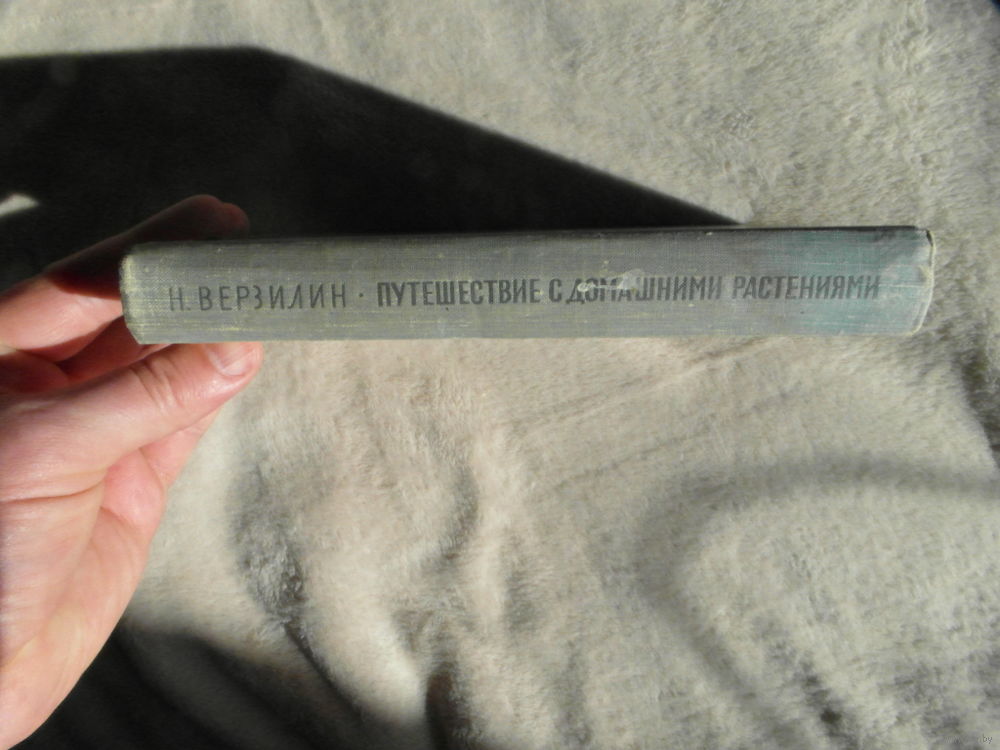 Н. ВЕРЗИЛИН · ПУТЕШЕСТВИЕ С ДОМАШНИМИ РАСТЕНИЯМИ